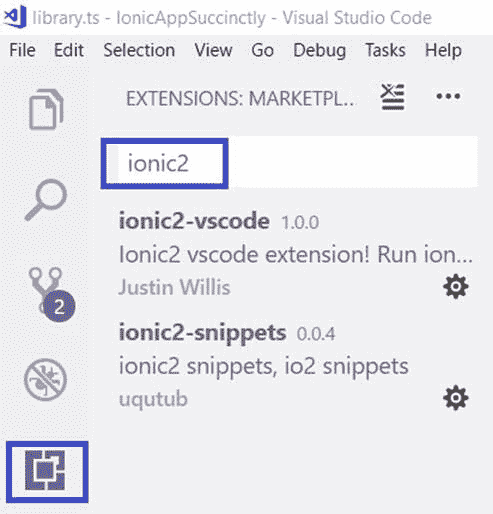 library.ts - IonicAppSuccinctly - Visual Studio Code
File Edit Selection View Go Debug Tasks Help
EXTENSIONS: MARKETPL...
ionic2
ionic2-vscode 1.0.0
Ionic2 vscode extension! Run ion...
Justin Willis
ionic2-snippets 0.0.4
ionic2 snippets, io2 snippets
uqutub
2